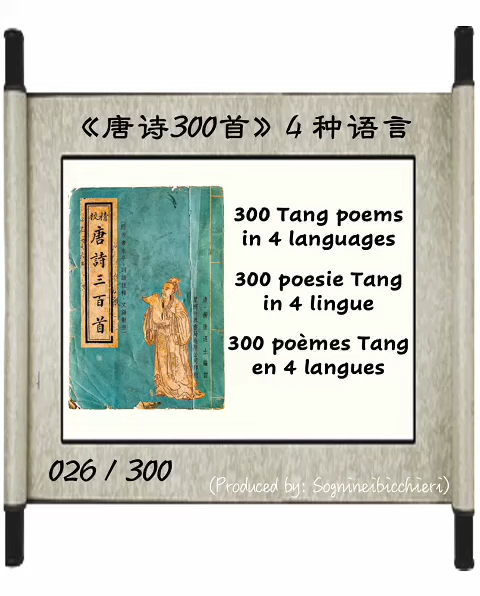 《唐诗300首》4种语言
精校
唐詩三百首
300 Tang poems
in 4 languages
300 poesie Tang
in 4 lingue
300 poèmes Tang
en 4 langues
026 / 300
(Produced by: Sognineibicchieri)